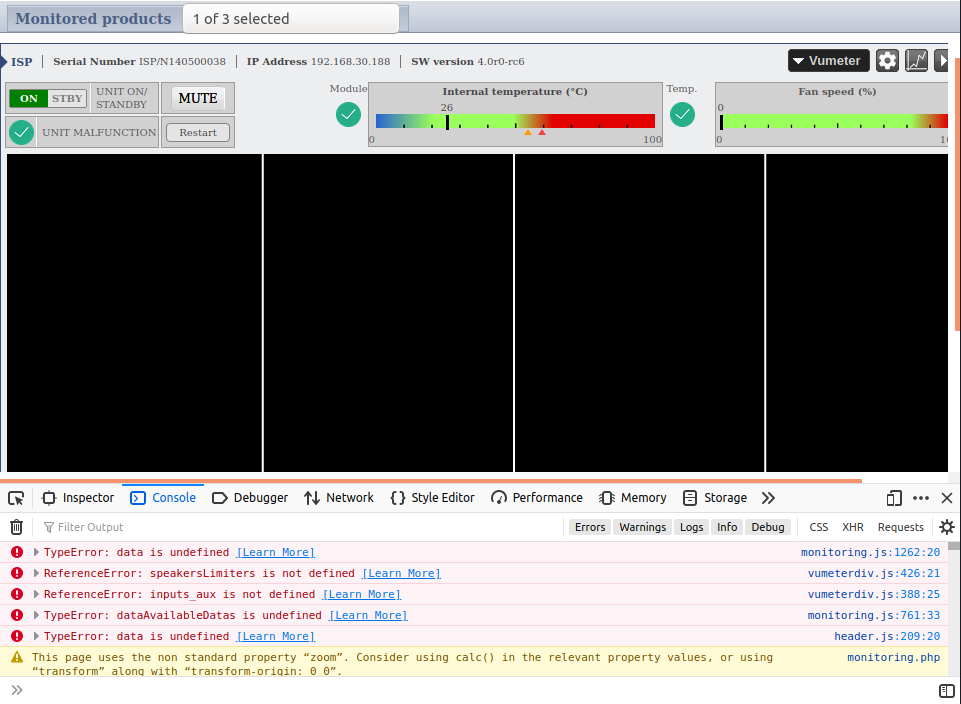 Monitored products 1 of 3 selected
ISP Serial Number ISP/N140500038 IP Address 192.168.30.188 SW version 4.0r0-rc6 Vumeter
ON STBY UNIT ON/ STANDBY MUTE
UNIT MALFUNCTION Restart
Module
Internal temperature (°C)
26
0 100
Temp.
Fan speed (%)
0
0 10
Inspector Console Debugger Network Style Editor Performance Memory Storage
Filter Output Errors Warnings Logs Info Debug CSS XHR Requests
TypeError: data is undefined [Learn More] monitoring.js:1262:20
ReferenceError: speakersLimiters is not defined [Learn More] vumeterdiv.js:426:21
ReferenceError: inputs_aux is not defined [Learn More] vumeterdiv.js:388:25
TypeError: dataAvailableDatas is undefined [Learn More] monitoring.js:761:33
TypeError: data is undefined [Learn More] header.js:209:20
This page uses the non standard property “zoom”. Consider using calc() in the relevant property values, or using monitoring.php
“transform” along with “transform-origin: 0 0”.